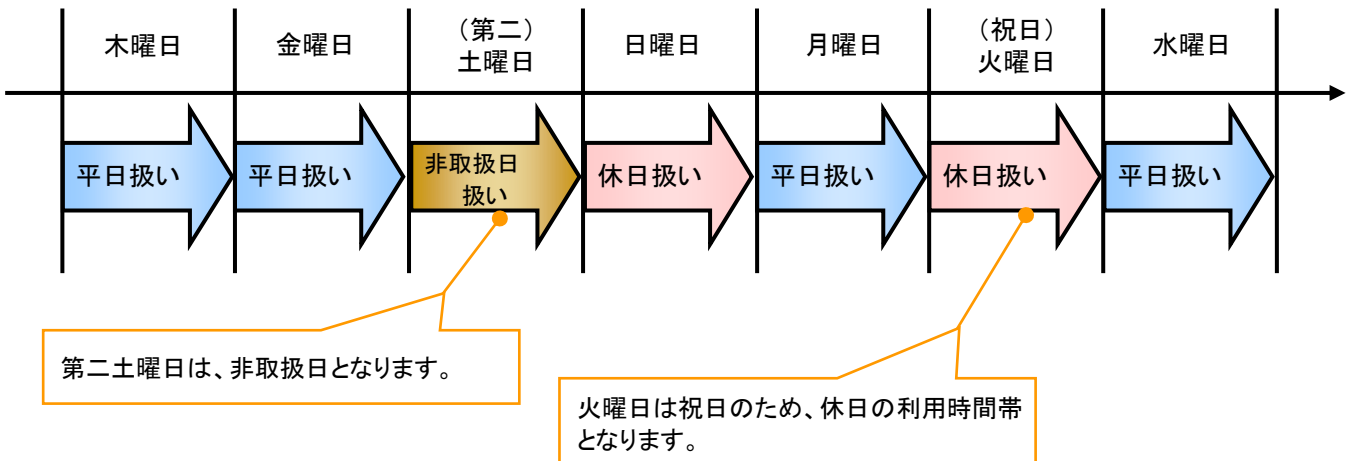 木曜日
金曜日
（第二）
土曜日
日曜日
月曜日
（祝日）
火曜日
水曜日
平日扱い
平日扱い
非取扱日
扱い
休日扱い
平日扱い
休日扱い
平日扱い
第二土曜日は、非取扱日となります。
火曜日は祝日のため、休日の利用時間帯
となります。